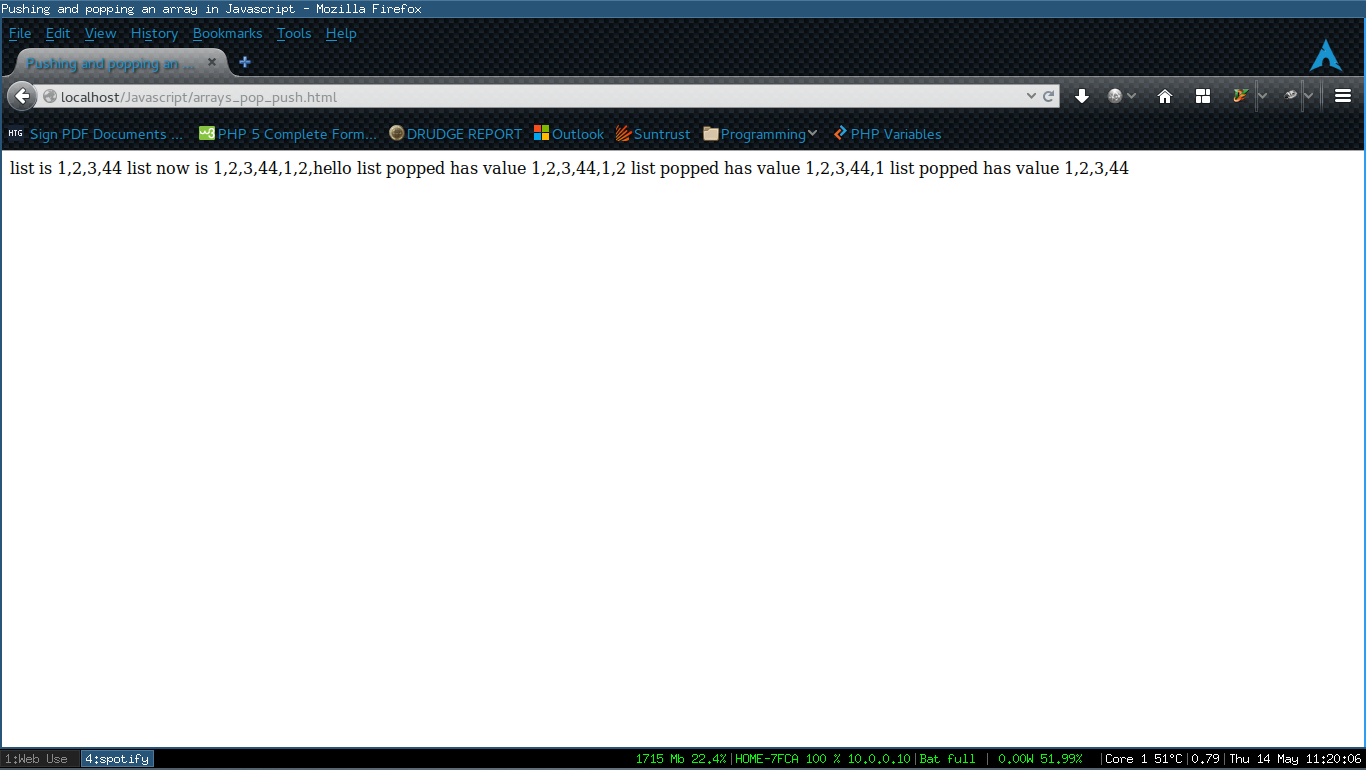 Pushing and popping an array in Javascript - Mozilla Firefox
File Edit View History Bookmarks Tools Help
Pushing and popping an ...
localhost/Javascript/arrays_pop_push.html
HTG Sign PDF Documents ... PHP 5 Complete Form... DRUDGE REPORT Outlook Suntrust Programming PHP Variables
list is 1,2,3,44 list now is 1,2,3,44,1,2,hello list popped has value 1,2,3,44,1,2 list popped has value 1,2,3,44,1 list popped has value 1,2,3,44
1:Web Use 4:spotify 1715 Mb 22.4%|HOME-7FCA 100 % 10.0.0.10|Bat full | 0.00W 51.99% |Core 1 51°C|0.79|Thu 14 May 11:20:06